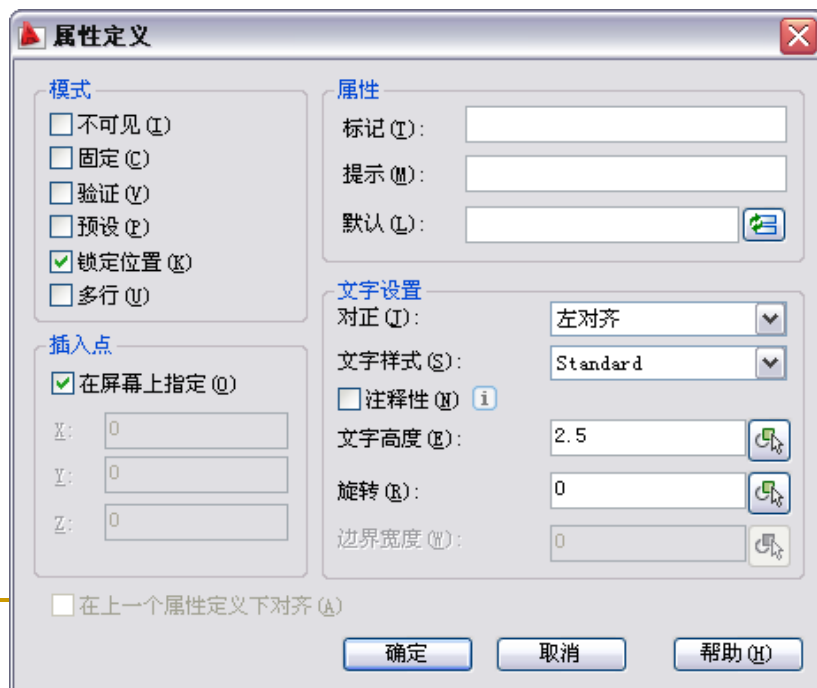 属性定义
模式
不可见(I)
固定(C)
验证(V)
预设(P)
锁定位置(K)
多行(U)
插入点
在屏幕上指定(O)
X: 0
Y: 0
Z: 0
属性
标记(T):
提示(M):
默认(L):
文字设置
对正(J): 左对齐
文字样式(S): Standard
注释性(N) i
文字高度(E): 2.5
旋转(R): 0
边界宽度(W): 0
在上一个属性定义下对齐(A)
确定 取消 帮助(H)